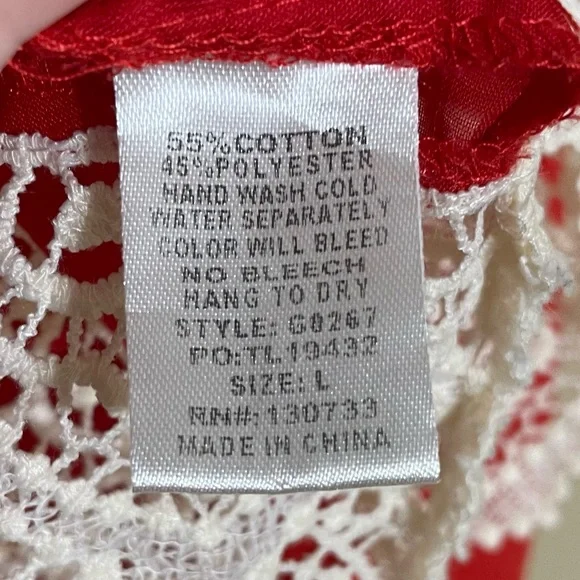 55%COTTON
45%POLYESTER
HAND WASH COLD
WATER SEPARATELY
COLOR WILL BLEED
NO BLEECH
HANG TO DRY
STYLE: G0267
PO:TL19432
SIZE: L
RN#:130733
MADE IN CHINA